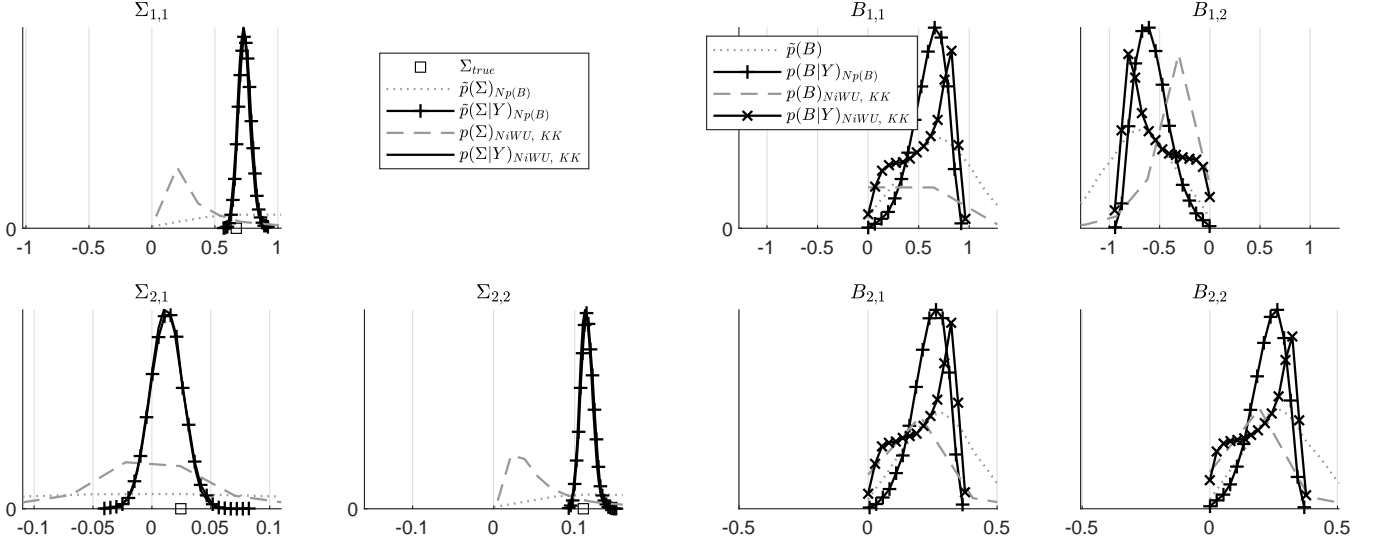 Σ1,1
B1,1
B1,2
Σtrue
p̃(Σ)Np(B)
p̃(Σ|Y)Np(B)
p(Σ)NiWU, KK
p(Σ|Y)NiWU, KK
p̃(B)
p(B|Y)Np(B)
p(B)NiWU, KK
p(B|Y)NiWU, KK
0
-1 -0.5 0 0.5 1
0
-1 -0.5 0 0.5 1
-1 -0.5 0 0.5 1
Σ2,1
Σ2,2
B2,1
B2,2
0
-0.1 -0.05 0 0.05 0.1
0
-0.1 0 0.1
-0.5 0 0.5
-0.5 0 0.5